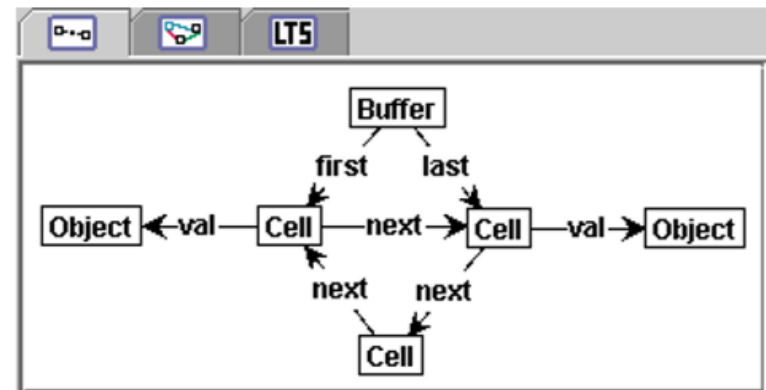 LTS
Buffer
first last
Object val Cell next Cell val Object
next next
Cell